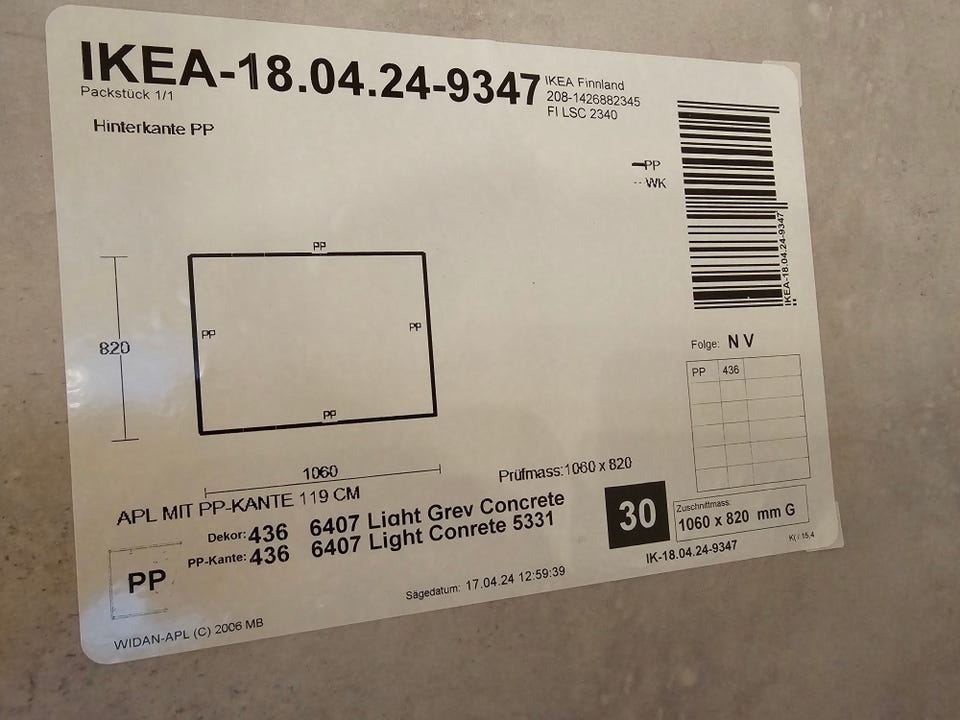 IKEA-18.04.24-9347
Packstück 1/1
IKEA Finnland
208-1426882345
FI LSC 2340
Hinterkante PP
PP
WK
IKEA-18.04.24-9347
PP
PP
PP
PP
820
1060
Folge: N V
PP 436
Prüfmass:1060 x 820
APL MIT PP-KANTE 119 CM
Dekor:436 6407 Light Grey Concrete
PP-Kante:436 6407 Light Conrete 5331
30
Zuschnittmass:
1060 x 820 mm G
PP
IK-18.04.24-9347
Sägedatum: 17.04.24 12:59:39
WIDAN-APL (C) 2006 MB